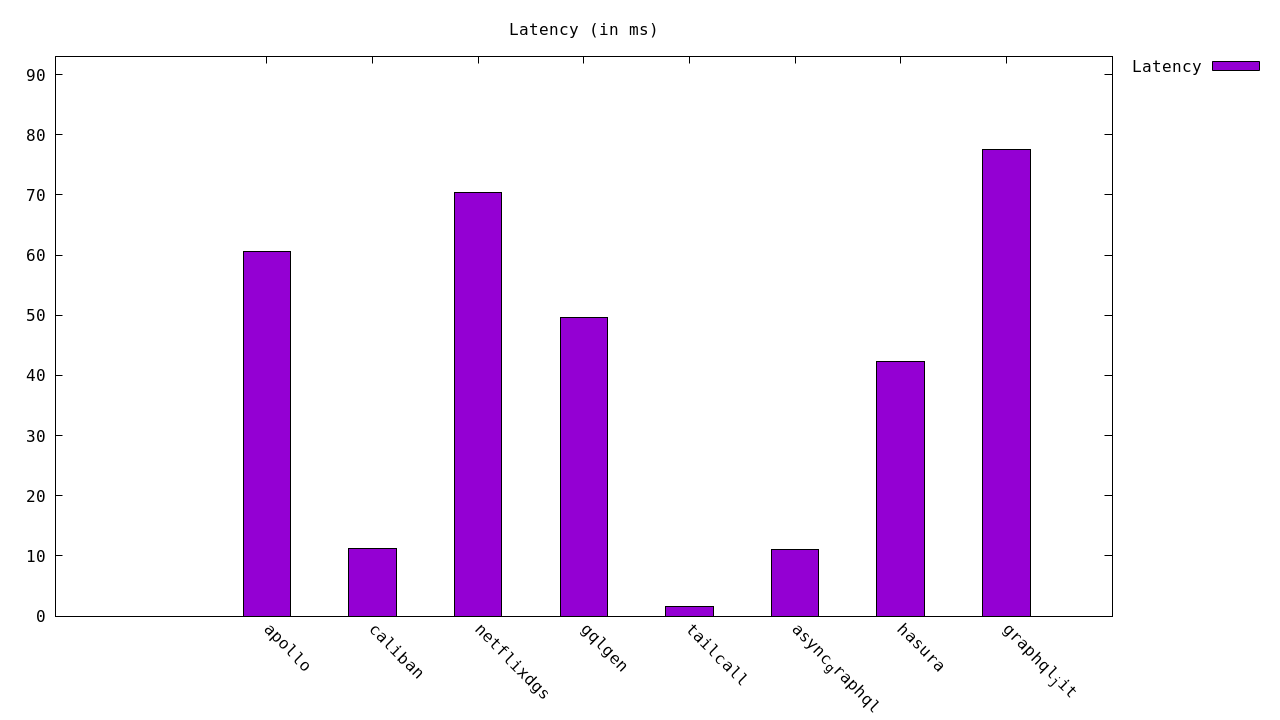 Latency (in ms)
Latency
90
80
70
60
50
40
30
20
10
0
apollo
caliban
netflixdgs
gqlgen
tailcall
asyncgraphql
hasura
graphqljit